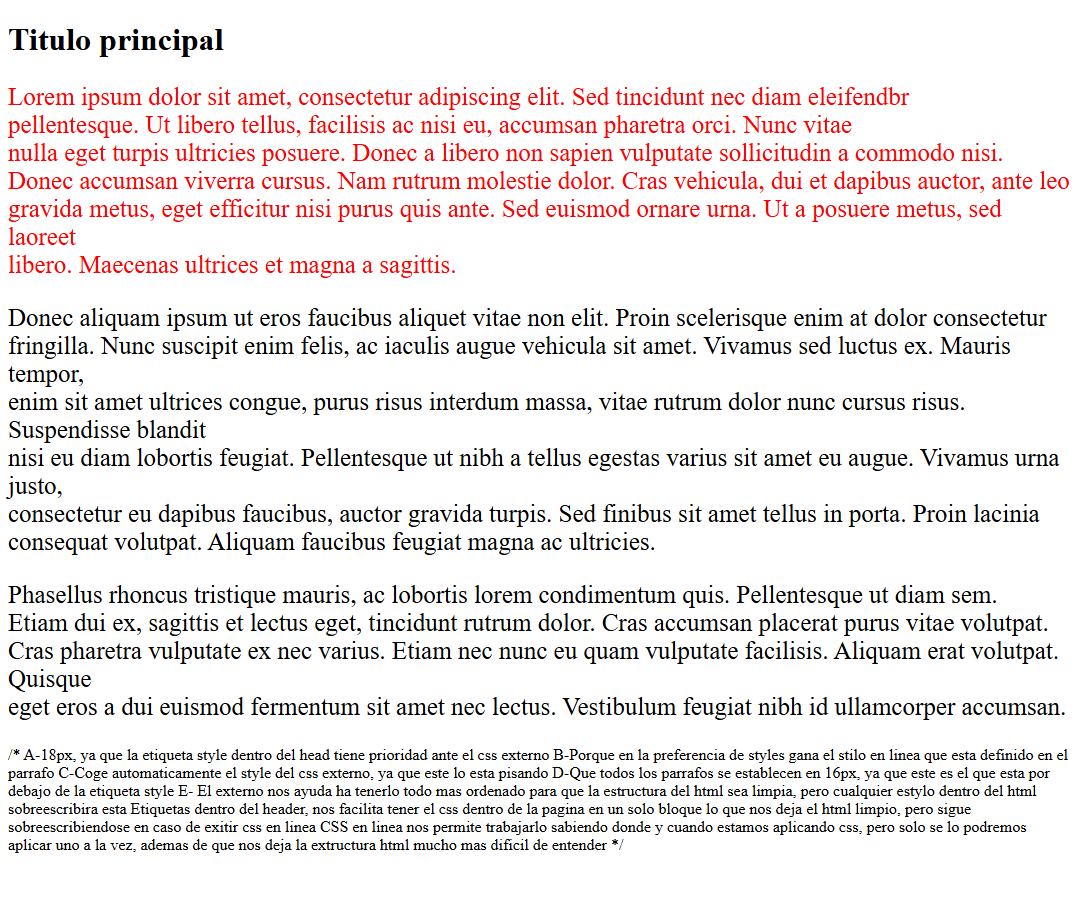 Titulo principal
Lorem ipsum dolor sit amet, consectetur adipiscing elit. Sed tincidunt nec diam eleifendbr
pellentesque. Ut libero tellus, facilisis ac nisi eu, accumsan pharetra orci. Nunc vitae
nulla eget turpis ultricies posuere. Donec a libero non sapien vulputate sollicitudin a commodo nisi.
Donec accumsan viverra cursus. Nam rutrum molestie dolor. Cras vehicula, dui et dapibus auctor, ante leo
gravida metus, eget efficitur nisi purus quis ante. Sed euismod ornare urna. Ut a posuere metus, sed
laoreet
libero. Maecenas ultrices et magna a sagittis.
Donec aliquam ipsum ut eros faucibus aliquet vitae non elit. Proin scelerisque enim at dolor consectetur
fringilla. Nunc suscipit enim felis, ac iaculis augue vehicula sit amet. Vivamus sed luctus ex. Mauris
tempor,
enim sit amet ultrices congue, purus risus interdum massa, vitae rutrum dolor nunc cursus risus.
Suspendisse blandit
nisi eu diam lobortis feugiat. Pellentesque ut nibh a tellus egestas varius sit amet eu augue. Vivamus urna
justo,
consectetur eu dapibus faucibus, auctor gravida turpis. Sed finibus sit amet tellus in porta. Proin lacinia
consequat volutpat. Aliquam faucibus feugiat magna ac ultricies.
Phasellus rhoncus tristique mauris, ac lobortis lorem condimentum quis. Pellentesque ut diam sem.
Etiam dui ex, sagittis et lectus eget, tincidunt rutrum dolor. Cras accumsan placerat purus vitae volutpat.
Cras pharetra vulputate ex nec varius. Etiam nec nunc eu quam vulputate facilisis. Aliquam erat volutpat.
Quisque
eget eros a dui euismod fermentum sit amet nec lectus. Vestibulum feugiat nibh id ullamcorper accumsan.
/* A-18px, ya que la etiqueta style dentro del head tiene prioridad ante el css externo B-Porque en la preferencia de styles gana el stilo en linea que esta definido en el
parrafo C-Coge automaticamente el style del css externo, ya que este lo esta pisando D-Que todos los parrafos se establecen en 16px, ya que este es el que esta por
debajo de la etiqueta style E- El externo nos ayuda ha tenerlo todo mas ordenado para que la estructura del html sea limpia, pero cualquier estylo dentro del html
sobreescribira esta Etiquetas dentro del header, nos facilita tener el css dentro de la pagina en un solo bloque lo que nos deja el html limpio, pero sigue
sobreescribiendose en caso de exitir css en linea CSS en linea nos permite trabajarlo sabiendo donde y cuando estamos aplicando css, pero solo se lo podremos
aplicar uno a la vez, ademas de que nos deja la extructura html mucho mas dificil de entender */